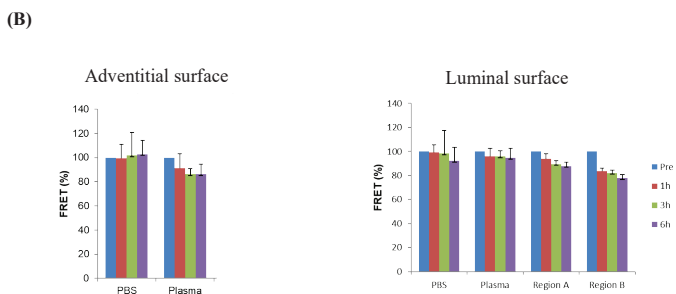 (B)
Adventitial surface
140
120
100
80
60
40
20
0
FRET (%)
PBS Plasma
Luminal surface
140
120
100
80
60
40
20
0
FRET (%)
PBS Plasma Region A Region B
Pre
1h
3h
6h